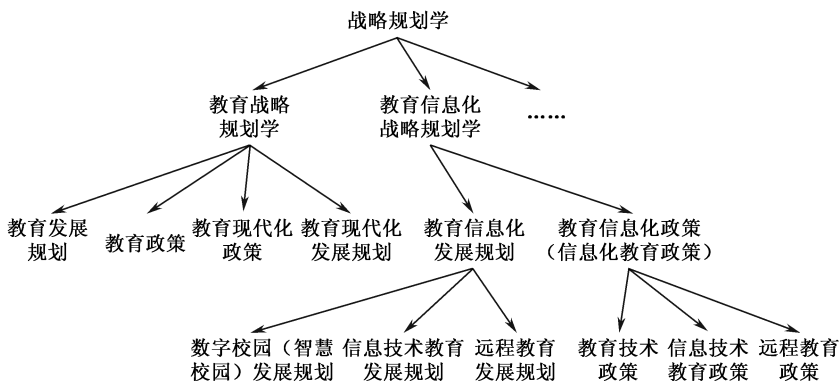 战略规划学
教育战略
规划学
教育信息化
战略规划学
……
教育发展
规划
教育政策
教育现代化
政策
教育现代化
发展规划
教育信息化
发展规划
教育信息化政策
（信息化教育政策）
数字校园（智慧
校园）发展规划
信息技术教育
发展规划
远程教育
发展规划
教育技术
政策
信息技术
教育政策
远程教育
政策